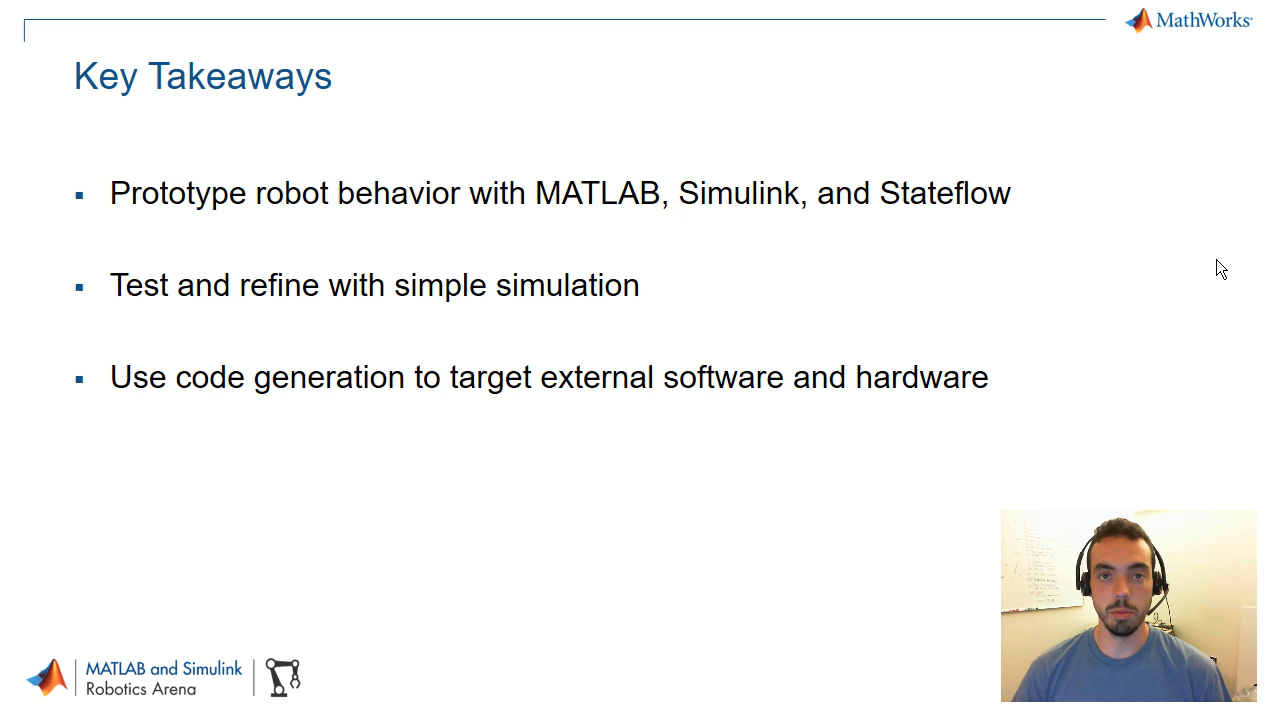 MathWorks
Key Takeaways
Prototype robot behavior with MATLAB, Simulink, and Stateflow
Test and refine with simple simulation
Use code generation to target external software and hardware
MATLAB and Simulink
Robotics Arena